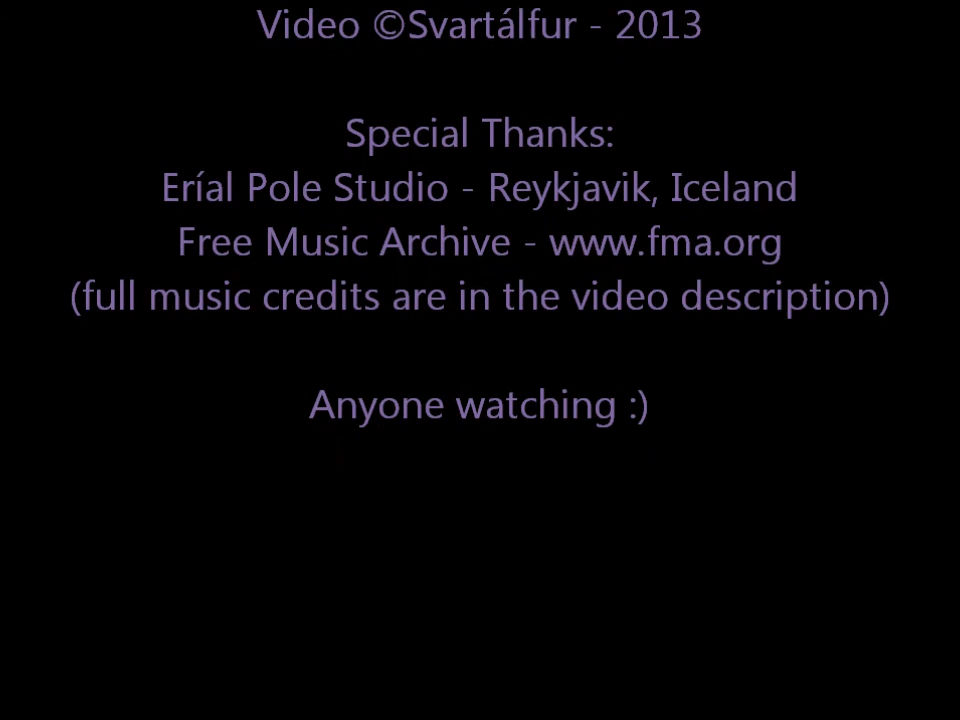 Video ©Svartálfur - 2013
Special Thanks:
Eríal Pole Studio - Reykjavik, Iceland
Free Music Archive - www.fma.org
(full music credits are in the video description)
Anyone watching :)